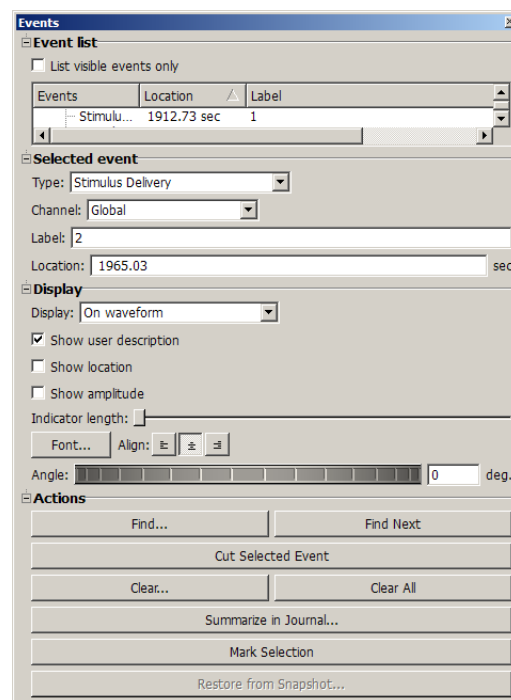 Events
Event list
List visible events only
Events Location Label
Stimulu... 1912.73 sec 1
Selected event
Type: Stimulus Delivery
Channel: Global
Label: 2
Location: 1965.03 sec
Display
Display: On waveform
Show user description
Show location
Show amplitude
Indicator length:
Font... Align:
Angle: 0 deg.
Actions
Find... Find Next
Cut Selected Event
Clear... Clear All
Summarize in Journal...
Mark Selection
Restore from Snapshot...